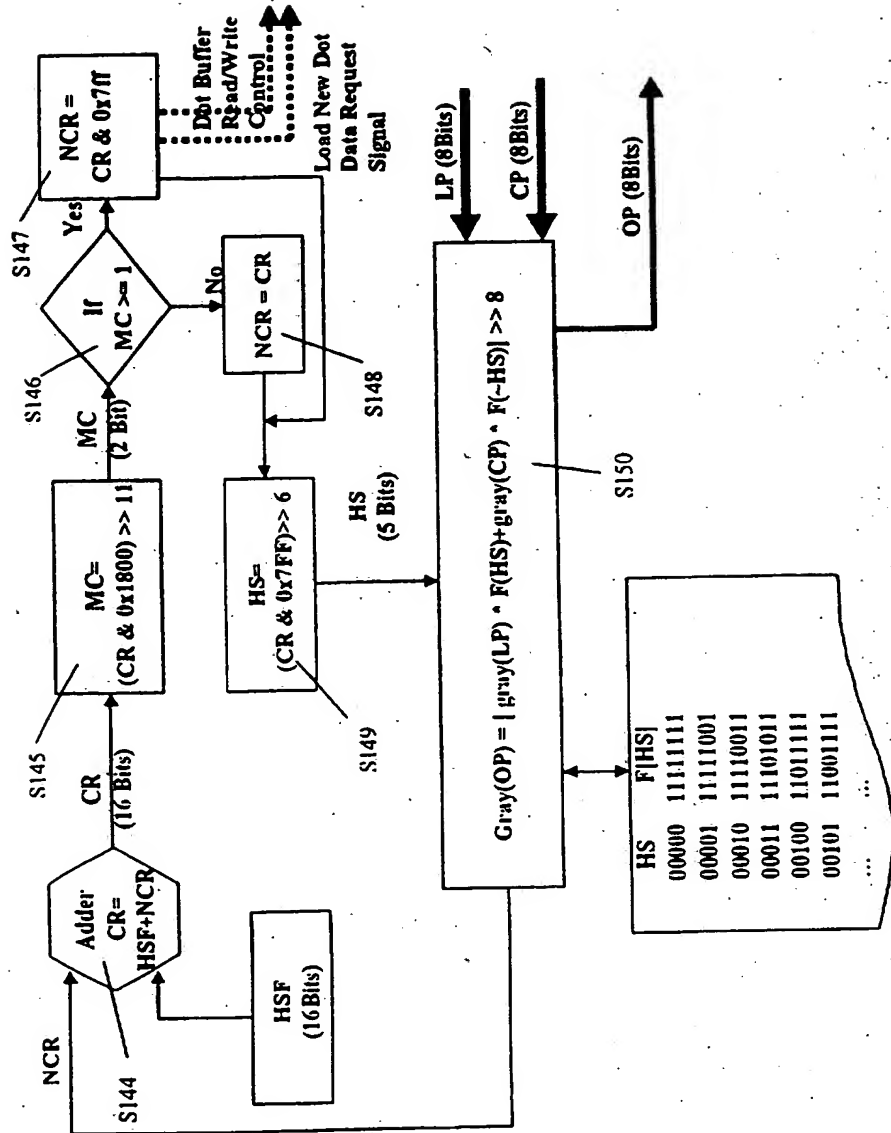 NCR
S144
Adder
CR=
HSF+NCR
HSF
(16 Bits)
CR
(16 Bits)
S145
MC=
(CR & 0x1800) >> 11
MC
(2 Bit)
S146
If
MC >= 1
Yes
No
S147
NCR =
CR & 0x7ff
Dot Buffer
Read/Write
Control
Load New Dot
Data Request
Signal
NCR = CR
S148
HS=
(CR & 0x7FF)>> 6
S149
HS
(5 Bits)
LP (8Bits)
CP (8Bits)
Gray(OP) = | gray(LP) * F(HS)+gray(CP) * F(~HS)| >> 8
S150
OP (8Bits)
HS F[HS]
00000 11111111
00001 11111001
00010 11110011
00011 11101011
00100 11011111
00101 11001111
... ...